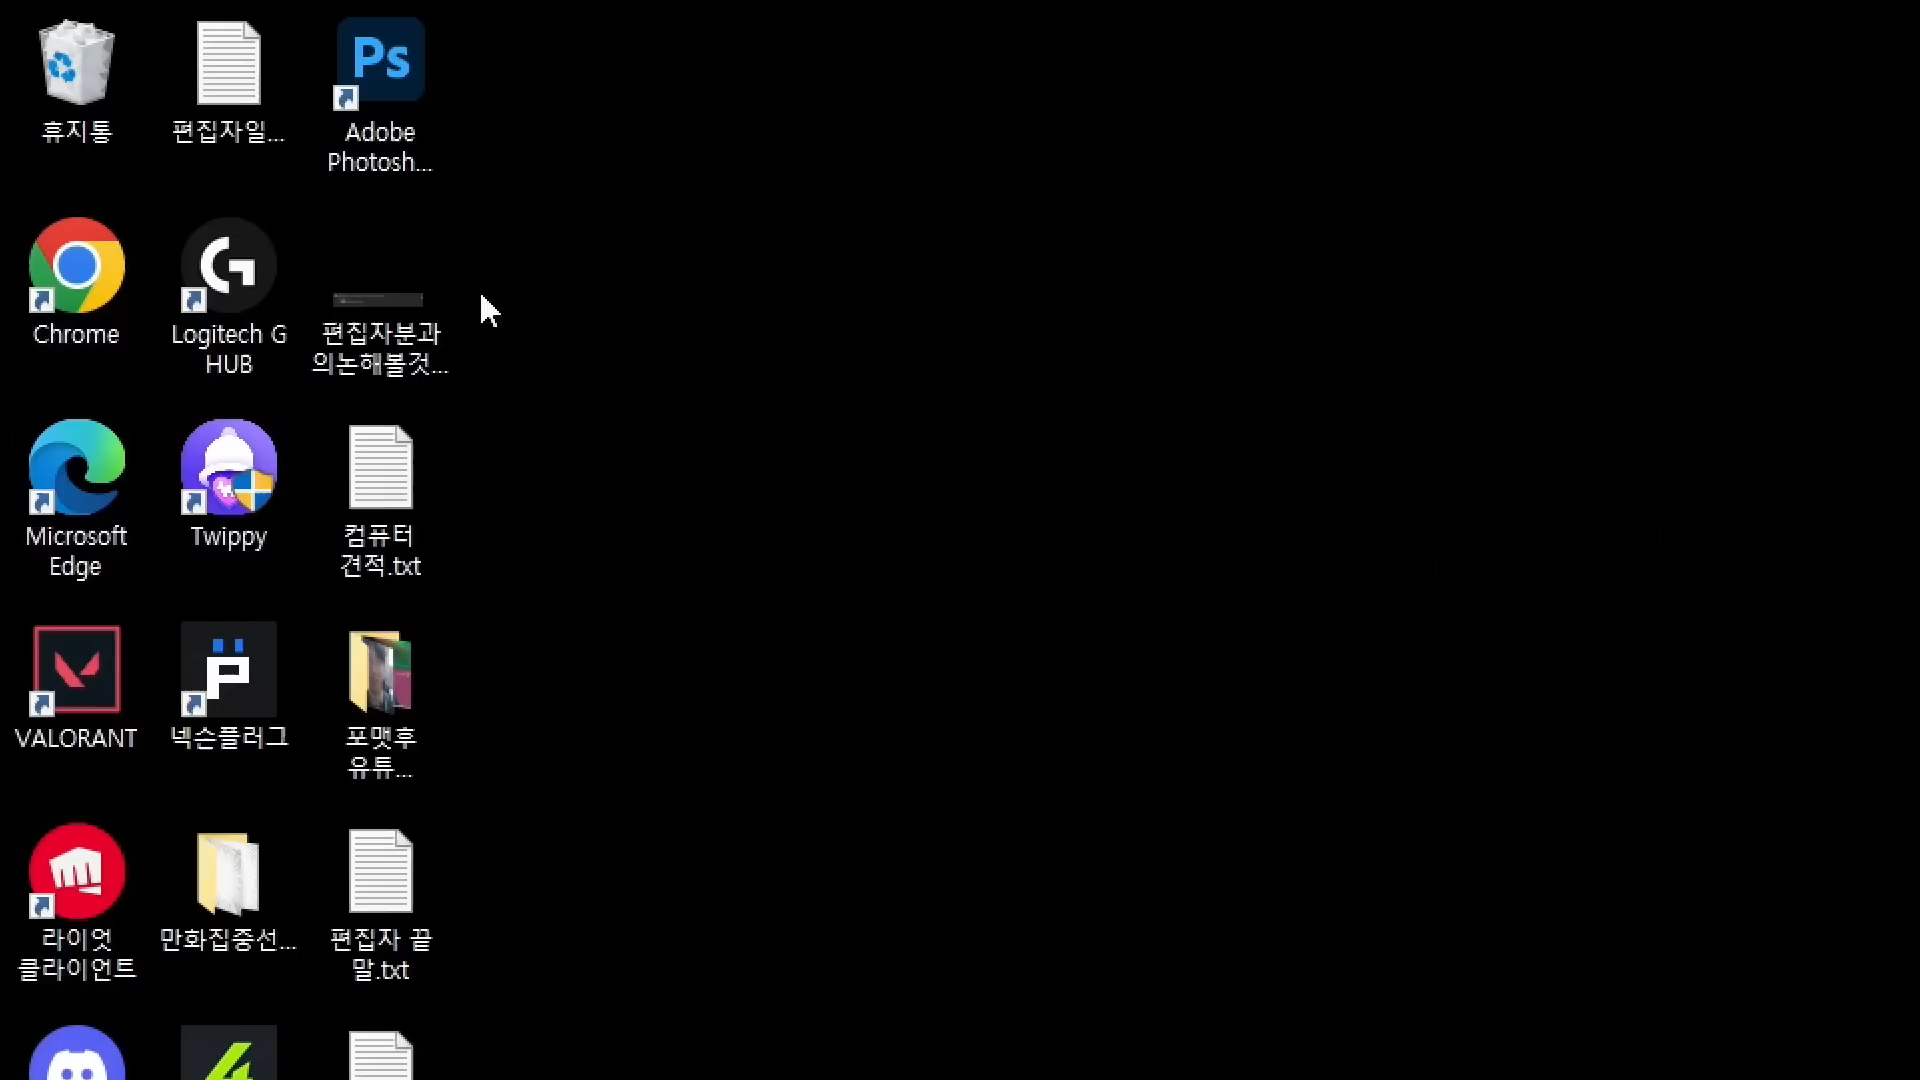 휴지통
편집자일...
Ps
Adobe
Photosh...
Chrome
Logitech G
HUB
편집자분과
의논해볼것...
Microsoft
Edge
Twippy
컴퓨터
견적.txt
VALORANT
넥슨플러그
포맷후
유튜...
라이엇
클라이언트
만화집중선...
편집자 끝
말.txt